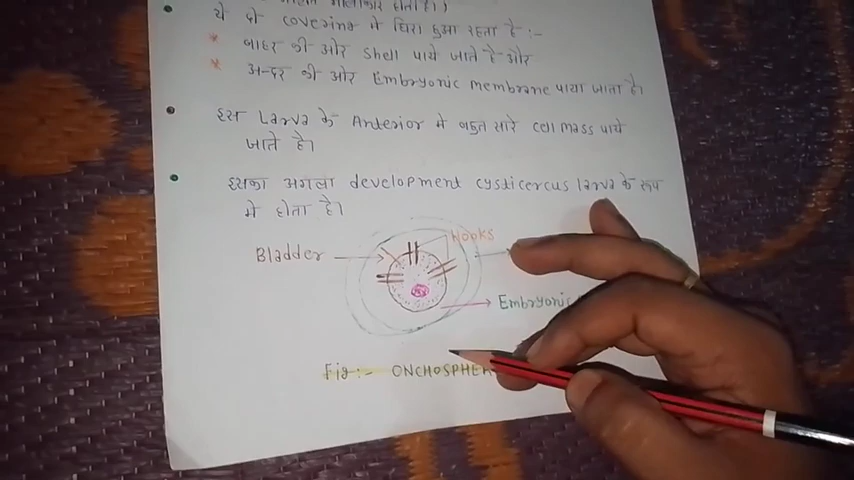 ये दो covering में घिरा हुआ रहता है :-
* बाहर की ओर shell पाये जाते है और
* अन्दर की ओर Embryonic membrane पाया जाता है।
इस Larva के Anterior में बहुत सारे cell mass पाये
जाते है।
इसका अगला development cysticercus larva के रूप
में होता है।
Hooks
Bladder
Embryonic
Fig:- ONCHOSPHER